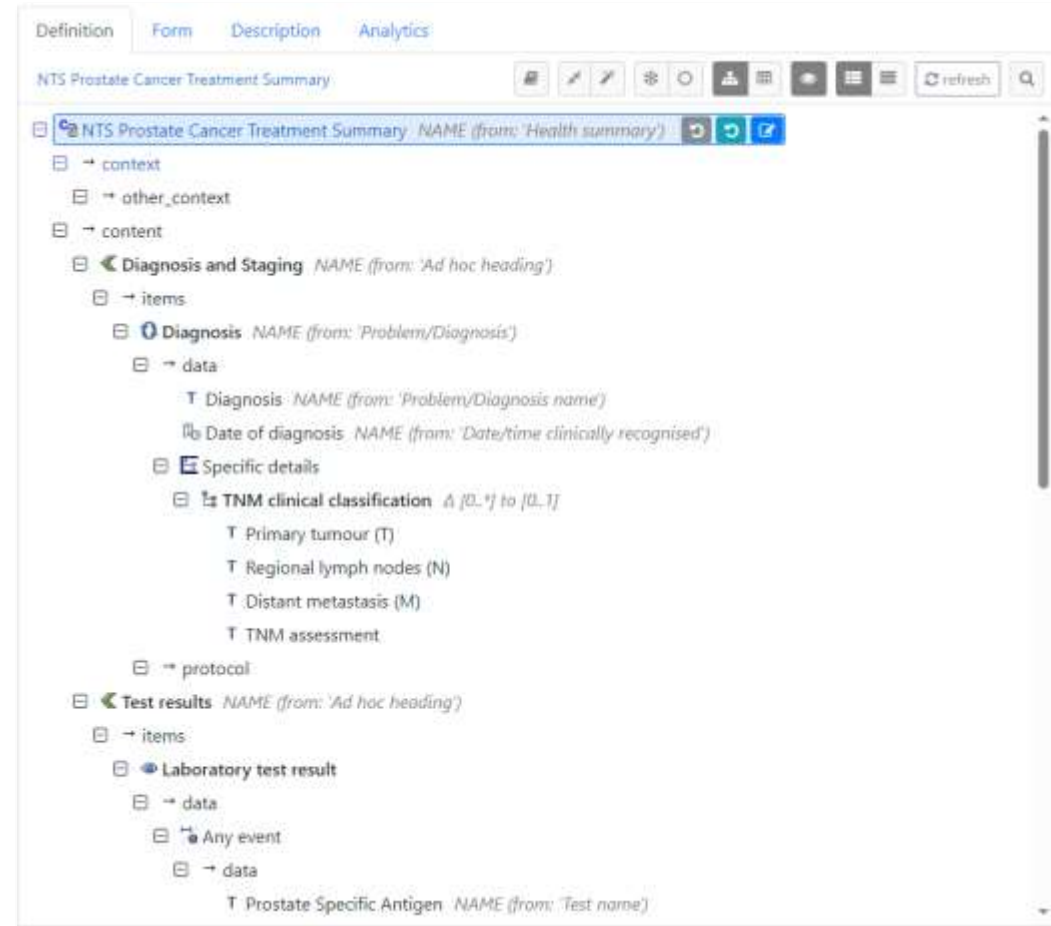 Definition Form Description Analytics
NTS Prostate Cancer Treatment Summary refresh
NTS Prostate Cancer Treatment Summary NAME (from: 'Health summary')
→ context
→ other_context
→ content
Diagnosis and Staging NAME (from: 'Ad hoc heading')
→ items
Diagnosis NAME (from: 'Problem/Diagnosis')
→ data
T Diagnosis NAME (from: 'Problem/Diagnosis name')
Date of diagnosis NAME (from: 'Date/time clinically recognised')
Specific details
TNM clinical classification Δ [0..*] to [0..1]
T Primary tumour (T)
T Regional lymph nodes (N)
T Distant metastasis (M)
T TNM assessment
→ protocol
Test results NAME (from: 'Ad hoc heading')
→ items
Laboratory test result
→ data
Any event
→ data
T Prostate Specific Antigen NAME (from: 'Test name')